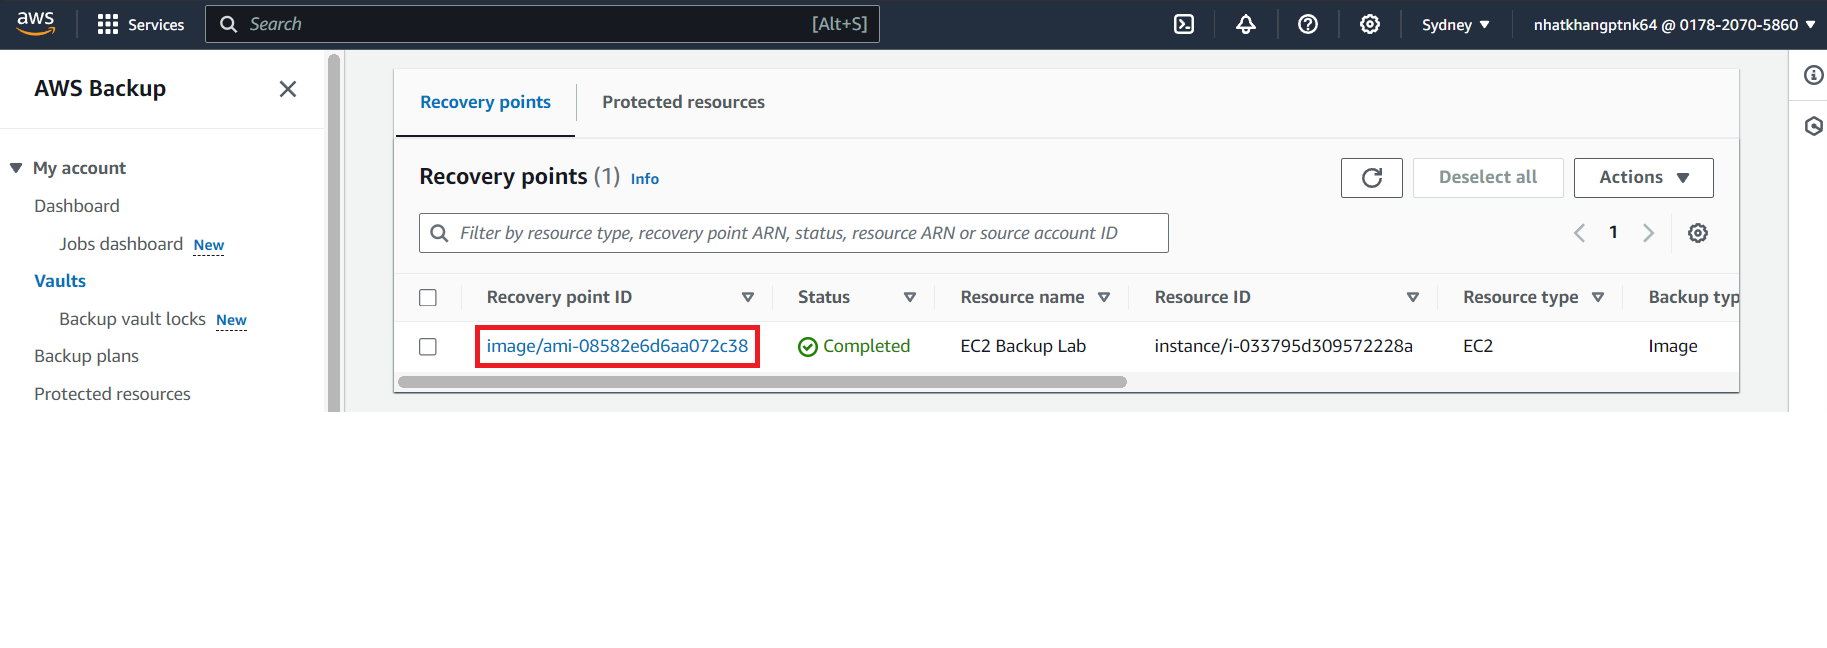 aws Services Search [Alt+S] Sydney nhatkhangptnk64 @ 0178-2070-5860
AWS Backup
My account
Dashboard
Jobs dashboard New
Vaults
Backup vault locks New
Backup plans
Protected resources
Recovery points Protected resources
Recovery points (1) Info
Deselect all Actions
Filter by resource type, recovery point ARN, status, resource ARN or source account ID
1
Recovery point ID Status Resource name Resource ID Resource type Backup typ
image/ami-08582e6d6aa072c38 Completed EC2 Backup Lab instance/i-033795d309572228a EC2 Image